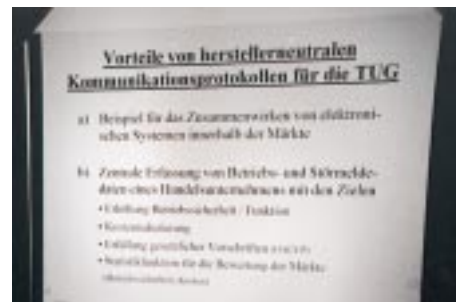 Vorteile von herstellerneutralen
Kommunikationsprotokollen für die TUG
a) Beispiel für das Zusammenwirken von elektroni-
schen Systemen innerhalb der Märkte
b) Zentrale Erfassung von Betriebs- und Störmelde-
daten eines Handelsunternehmens mit den Zielen
• Erhöhung Betriebssicherheit / Funktion
• Kostenreduzierung
• Erfüllung gesetzlicher Vorschriften
• Statistikfunktion für die Bewertung der Märkte